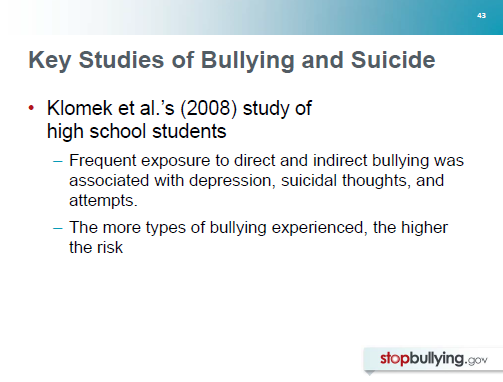 43
Key Studies of Bullying and Suicide
• Klomek et al.’s (2008) study of
high school students
– Frequent exposure to direct and indirect bullying was
associated with depression, suicidal thoughts, and
attempts.
– The more types of bullying experienced, the higher
the risk
stopbullying.gov